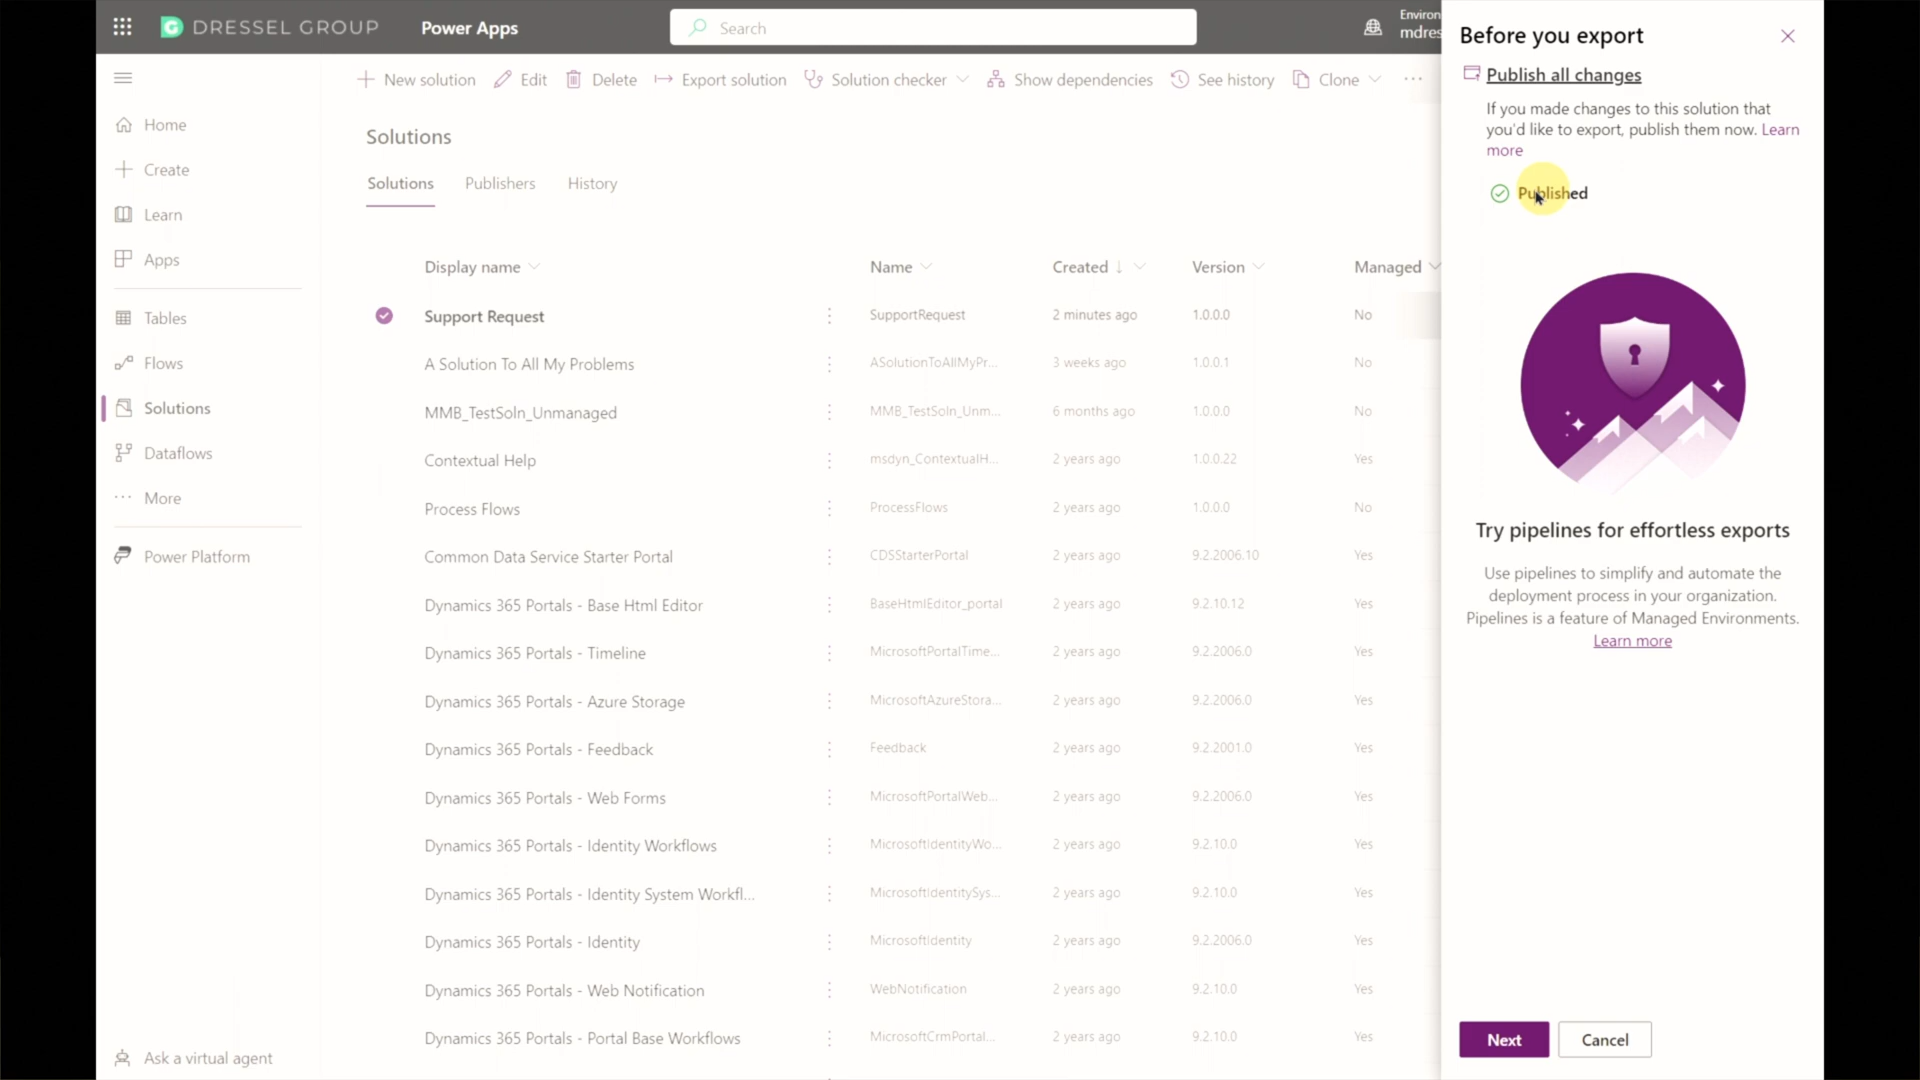 DRESSEL GROUP
Power Apps
Search
Environ
mdres
New solution
Edit
Delete
Export solution
Solution checker
Show dependencies
See history
Clone
Home
Create
Learn
Apps
Tables
Flows
Solutions
Dataflows
More
Power Platform
Ask a virtual agent
Solutions
Solutions Publishers History
Display name Name Created ↓ Version Managed
Support Request SupportRequest 2 minutes ago 1.0.0.0 No
A Solution To All My Problems ASolutionToAllMyPr... 3 weeks ago 1.0.0.1 No
MMB_TestSoln_Unmanaged MMB_TestSoln_Unm... 6 months ago 1.0.0.0 No
Contextual Help msdyn_ContextualH... 2 years ago 1.0.0.22 Yes
Process Flows ProcessFlows 2 years ago 1.0.0.0 No
Common Data Service Starter Portal CDSStarterPortal 2 years ago 9.2.2006.10 Yes
Dynamics 365 Portals - Base Html Editor BaseHtmlEditor_portal 2 years ago 9.2.10.12 Yes
Dynamics 365 Portals - Timeline MicrosoftPortalTime... 2 years ago 9.2.2006.0 Yes
Dynamics 365 Portals - Azure Storage MicrosoftAzureStora... 2 years ago 9.2.2006.0 Yes
Dynamics 365 Portals - Feedback Feedback 2 years ago 9.2.2001.0 Yes
Dynamics 365 Portals - Web Forms MicrosoftPortalWeb... 2 years ago 9.2.2006.0 Yes
Dynamics 365 Portals - Identity Workflows MicrosoftIdentityWo... 2 years ago 9.2.10.0 Yes
Dynamics 365 Portals - Identity System Workfl... MicrosoftIdentitySys... 2 years ago 9.2.10.0 Yes
Dynamics 365 Portals - Identity MicrosoftIdentity 2 years ago 9.2.2006.0 Yes
Dynamics 365 Portals - Web Notification WebNotification 2 years ago 9.2.10.0 Yes
Dynamics 365 Portals - Portal Base Workflows MicrosoftCrmPortal... 2 years ago 9.2.10.0 Yes
Before you export
Publish all changes
If you made changes to this solution that
you'd like to export, publish them now. Learn
more
Published
Try pipelines for effortless exports
Use pipelines to simplify and automate the
deployment process in your organization.
Pipelines is a feature of Managed Environments.
Learn more
Next
Cancel